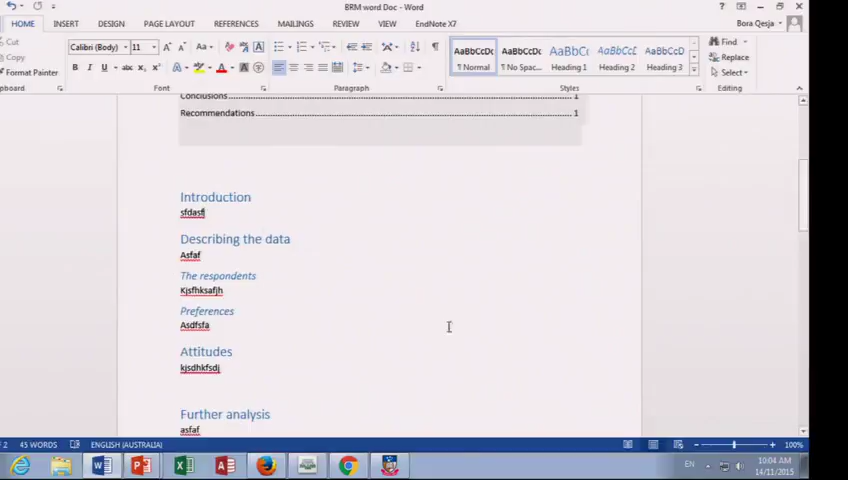 BRM word Doc - Word
HOME INSERT DESIGN PAGE LAYOUT REFERENCES MAILINGS REVIEW VIEW EndNote X7
Bora Qesja
Cut
Copy
Format Painter
Calibri (Body) 11
Find
Replace
Select
AaBbCcDc AaBbCcDc AaBbC AaBbCcL AaBbCcD
¶ Normal ¶ No Spac... Heading 1 Heading 2 Heading 3
Font Paragraph Styles Editing
Conclusions 1
Recommendations 1
Introduction
sfdasf
Describing the data
Asfaf
The respondents
Kjsfhksafjh
Preferences
Asdfsfa
Attitudes
kjsdhkfsdj
Further analysis
asfaf
45 WORDS ENGLISH (AUSTRALIA) 100%
EN
10:04 AM
14/11/2015